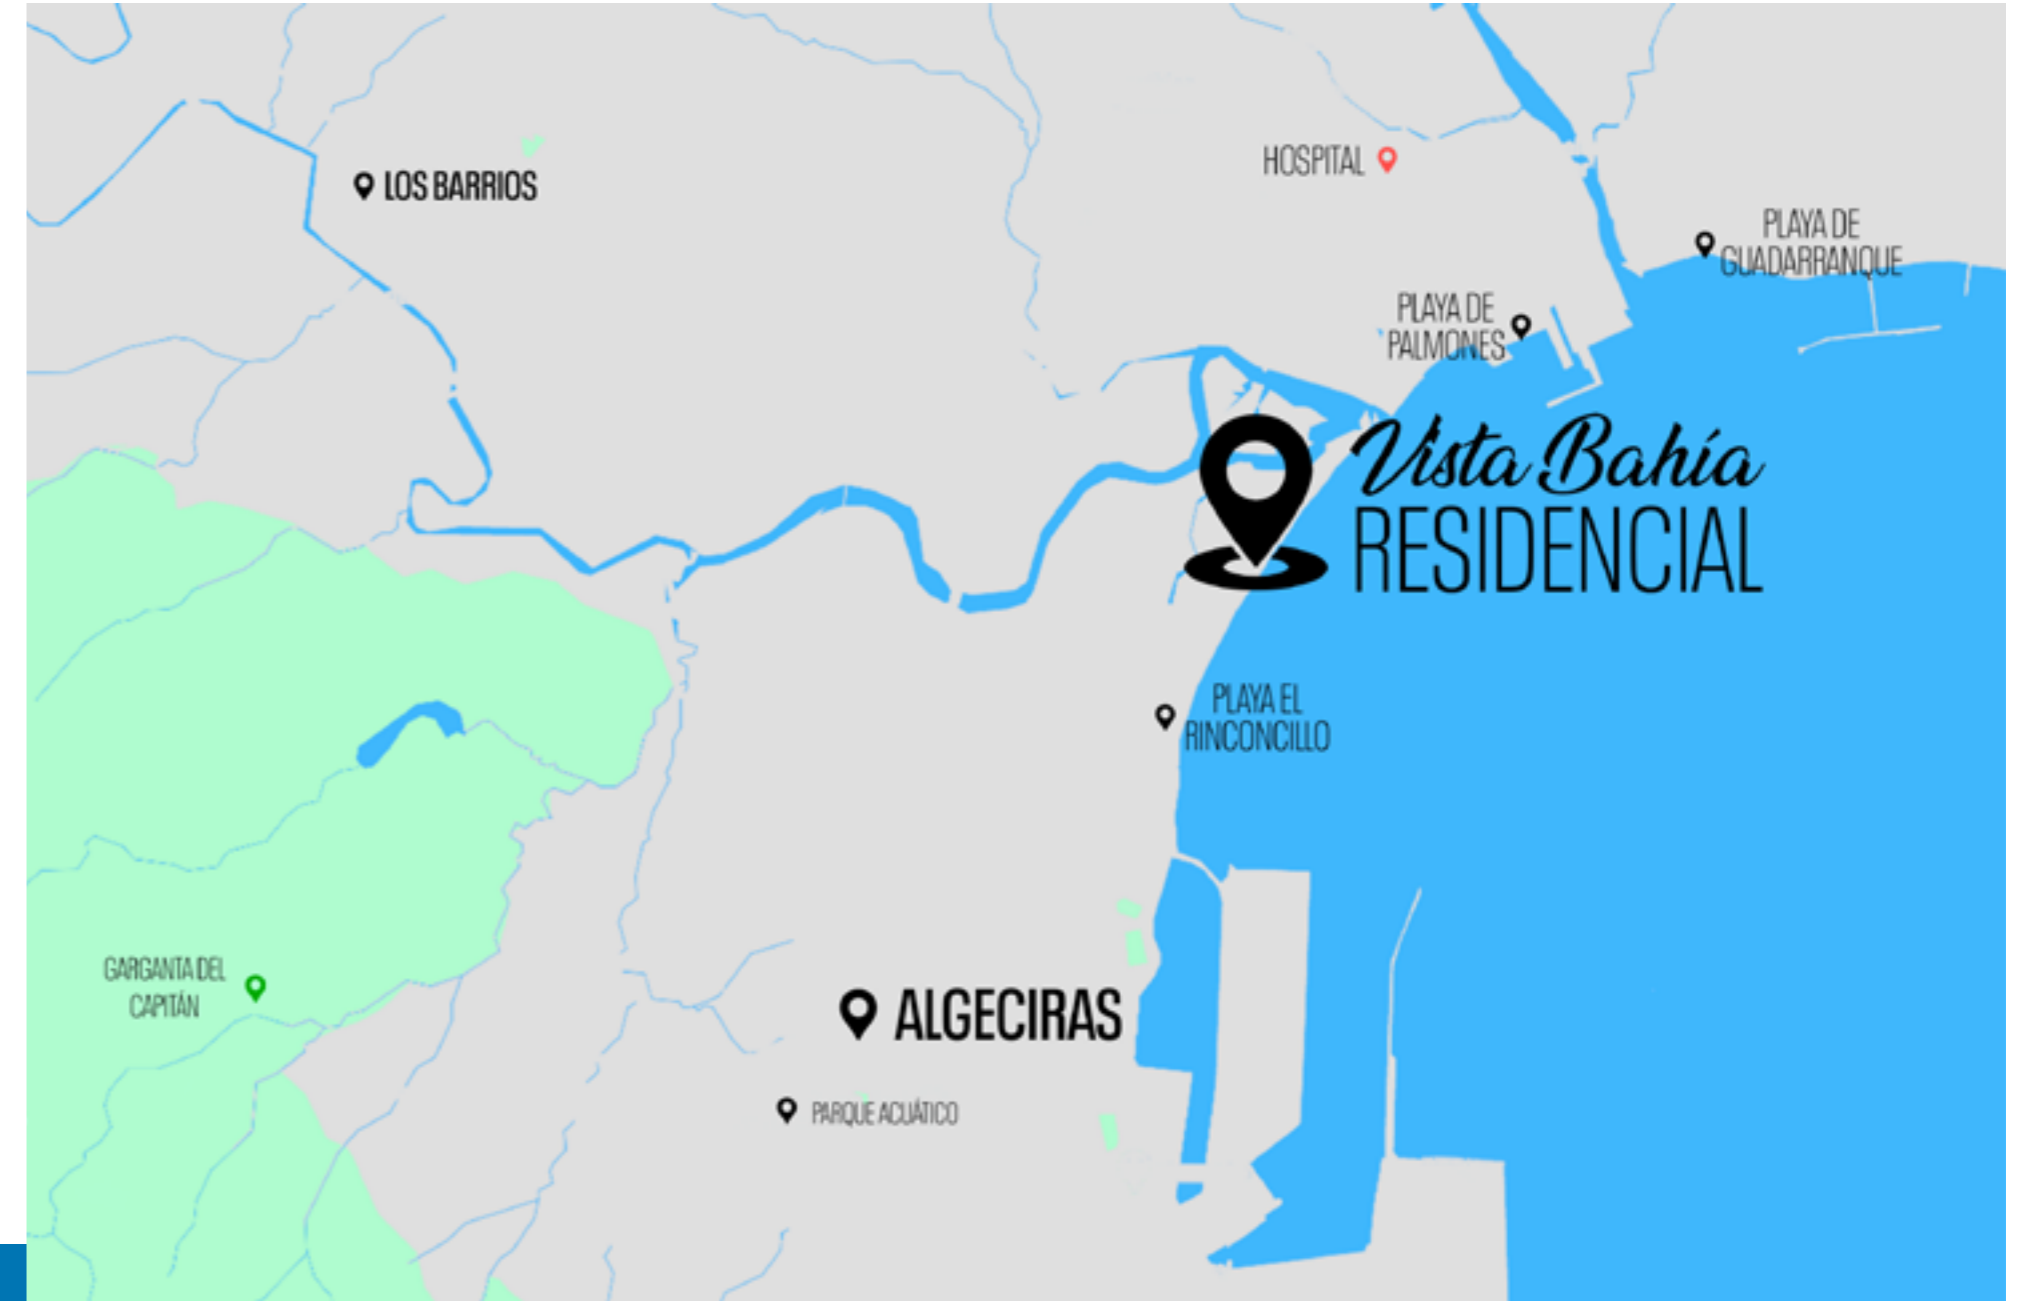 HOSPITAL
LOS BARRIOS
PLAYA DE
GUADARRANQUE
PLAYA DE
PALMONES
Vista Bahía
RESIDENCIAL
PLAYA EL
RINCONCILLO
GARGANTA DEL
CAPITÁN
ALGECIRAS
PARQUE ACUÁTICO